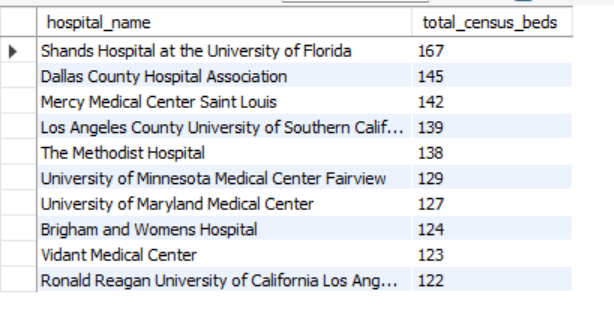 hospital_name total_census_beds
Shands Hospital at the University of Florida 167
Dallas County Hospital Association 145
Mercy Medical Center Saint Louis 142
Los Angeles County University of Southern Calif... 139
The Methodist Hospital 138
University of Minnesota Medical Center Fairview 129
University of Maryland Medical Center 127
Brigham and Womens Hospital 124
Vidant Medical Center 123
Ronald Reagan University of California Los Ang... 122